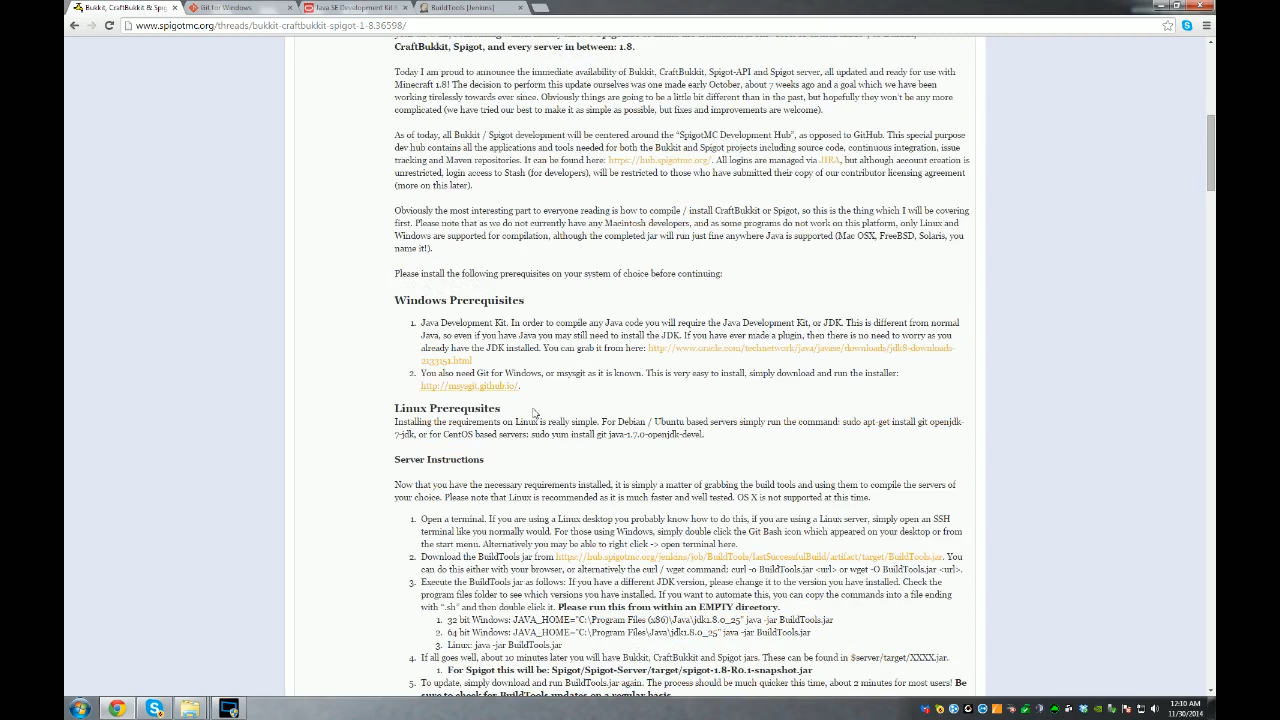 Bukkit, CraftBukkit & Spig
Git for Windows
Java SE Development Kit 8
BuildTools [Jenkins]
www.spigotmc.org/threads/bukkit-craftbukkit-spigot-1-8.36598/
CraftBukkit, Spigot, and every server in between: 1.8.
Today I am proud to announce the immediate availability of Bukkit, CraftBukkit, Spigot-API and Spigot server, all updated and ready for use with
Minecraft 1.8! The decision to perform this update ourselves was one made early October, about 7 weeks ago and a goal which we have been
working tirelessly towards ever since. Obviously things are going to be a little bit different than in the past, but hopefully they won't be any more
complicated (we have tried our best to make it as simple as possible, but fixes and improvements are welcome).
As of today, all Bukkit / Spigot development will be centered around the "SpigotMC Development Hub", as opposed to GitHub. This special purpose
dev hub contains all the applications and tools needed for both the Bukkit and Spigot projects including source code, continuous integration, issue
tracking and Maven repositories. It can be found here: https://hub.spigotmc.org/. All logins are managed via JIRA, but although account creation is
unrestricted, login access to Stash (for developers), will be restricted to those who have submitted their copy of our contributor licensing agreement
(more on this later).
Obviously the most interesting part to everyone reading is how to compile / install CraftBukkit or Spigot, so this is the thing which I will be covering
first. Please note that as we do not currently have any Macintosh developers, and as some programs do not work on this platform, only Linux and
Windows are supported for compilation, although the completed jar will run just fine anywhere Java is supported (Mac OSX, FreeBSD, Solaris, you
name it!).
Please install the following prerequisites on your system of choice before continuing:
Windows Prerequisites
1. Java Development Kit. In order to compile any Java code you will require the Java Development Kit, or JDK. This is different from normal
Java, so even if you have Java you may still need to install the JDK. If you have ever made a plugin, then there is no need to worry as you
already have the JDK installed. You can grab it from here: http://www.oracle.com/technetwork/java/javase/downloads/jdk8-downloads-
2133151.html
2. You also need Git for Windows, or msysgit as it is known. This is very easy to install, simply download and run the installer:
http://msysgit.github.io/.
Linux Prerequsites
Installing the requirements on Linux is really simple. For Debian / Ubuntu based servers simply run the command: sudo apt-get install git openjdk-
7-jdk, or for CentOS based servers: sudo yum install git java-1.7.0-openjdk-devel.
Server Instructions
Now that you have the necessary requirements installed, it is simply a matter of grabbing the build tools and using them to compile the servers of
your choice. Please note that Linux is recommended as it is much faster and well tested. OS X is not supported at this time.
1. Open a terminal. If you are using a Linux desktop you probably know how to do this, if you are using a Linux server, simply open an SSH
terminal like you normally would. For those using Windows, simply double click the Git Bash icon which appeared on your desktop or from
the start menu. Alternatively you may be able to right click -> open terminal here.
2. Download the BuildTools jar from https://hub.spigotmc.org/jenkins/job/BuildTools/lastSuccessfulBuild/artifact/target/BuildTools.jar. You
can do this either with your browser, or alternatively the curl / wget command: curl -o BuildTools.jar <url> or wget -O BuildTools.jar <url>.
3. Execute the BuildTools jar as follows: If you have a different JDK version, please change it to the version you have installed. Check the
program files folder to see which versions you have installed. If you want to automate this, you can copy the commands into a file ending
with ".sh" and then double click it. Please run this from within an EMPTY directory.
1. 32 bit Windows: JAVA_HOME="C:\Program Files (x86)\Java\jdk1.8.0_25" java -jar BuildTools.jar
2. 64 bit Windows: JAVA_HOME="C:\Program Files\Java\jdk1.8.0_25" java -jar BuildTools.jar
3. Linux: java -jar BuildTools.jar
4. If all goes well, about 10 minutes later you will have Bukkit, CraftBukkit and Spigot jars. These can be found in $server/target/XXXX.jar.
1. For Spigot this will be: Spigot/Spigot-Server/target/spigot-1.8-R0.1-snapshot.jar
5. To update, simply download and run BuildTools.jar again. The process should be much quicker this time, about 2 minutes for most users! Be
sure to check for BuildTools updates on a regular basis.
12:10 AM
11/30/2014